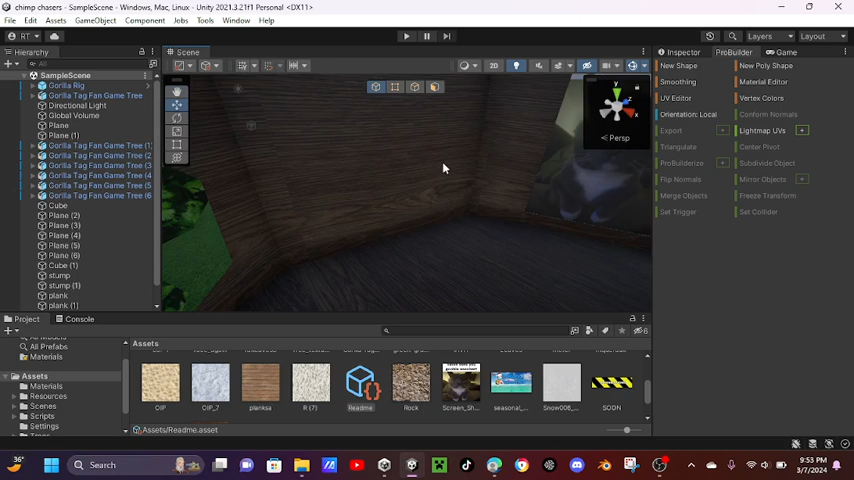 chimp chasers - SampleScene - Windows, Mac, Linux - Unity 2021.3.21f1 Personal <DX11>
File Edit Assets GameObject Component Jobs Tools Window Help
RT Layers Layout
Hierarchy Scene Inspector ProBuilder Game
All
SampleScene
Gorilla Rig
Gorilla Tag Fan Game Tree
Directional Light
Global Volume
Plane
Plane (1)
Gorilla Tag Fan Game Tree (1)
Gorilla Tag Fan Game Tree (2
Gorilla Tag Fan Game Tree (3
Gorilla Tag Fan Game Tree (4
Gorilla Tag Fan Game Tree (5
Gorilla Tag Fan Game Tree (6
Cube
Plane (2)
Plane (3)
Plane (4)
Plane (5)
Plane (6)
Cube (1)
stump
stump (1)
plank
plank (1)
2D
y
x
z
Persp
New Shape New Poly Shape
Smoothing Material Editor
UV Editor Vertex Colors
Orientation: Local Conform Normals
Export Lightmap UVs
Triangulate Center Pivot
ProBuilderize Subdivide Object
Flip Normals Mirror Objects
Merge Objects Freeze Transform
Set Trigger Set Collider
Project Console
6
All Prefabs
Materials
Assets
Materials
Resources
Scenes
Scripts
Settings
Assets
OIP OIP_7 planksa R (7) Readme Rock Screen_Sh... seasonal_... Snow006_... SOON
SOON
Assets/Readme.asset
36°
Search
9:53 PM
3/7/2024